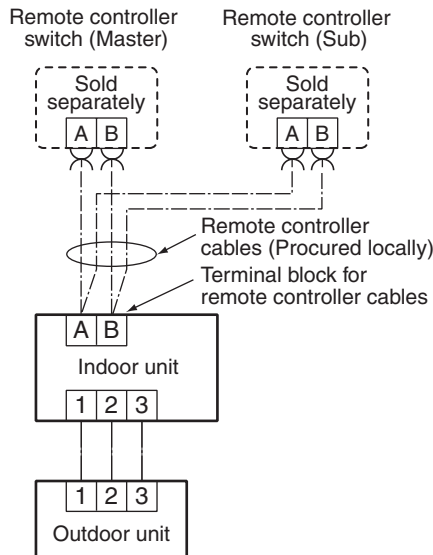 Remote controller
switch (Master)
Remote controller
switch (Sub)
Sold
separately
A B
Sold
separately
A B
Remote controller
cables (Procured locally)
Terminal block for
remote controller cables
A B
Indoor unit
1 2 3
1 2 3
Outdoor unit